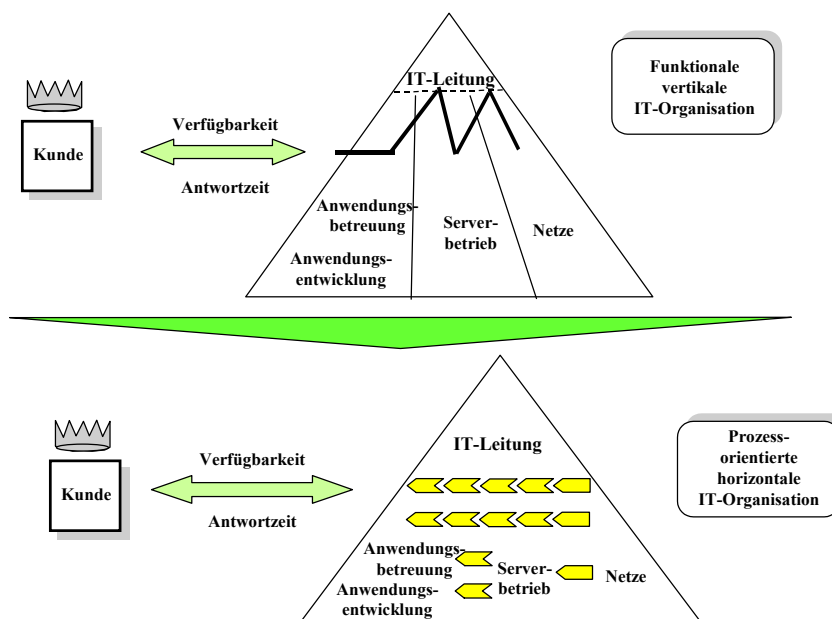 IT-Leitung
Funktionale
vertikale
IT-Organisation
Verfügbarkeit
Kunde
Antwortzeit
Anwendungs-
betreuung
Server-
betrieb
Netze
Anwendungs-
entwicklung
IT-Leitung
Prozess-
orientierte
horizontale
IT-Organisation
Verfügbarkeit
Kunde
Antwortzeit
Anwendungs-
betreuung
Server-
betrieb
Netze
Anwendungs-
entwicklung